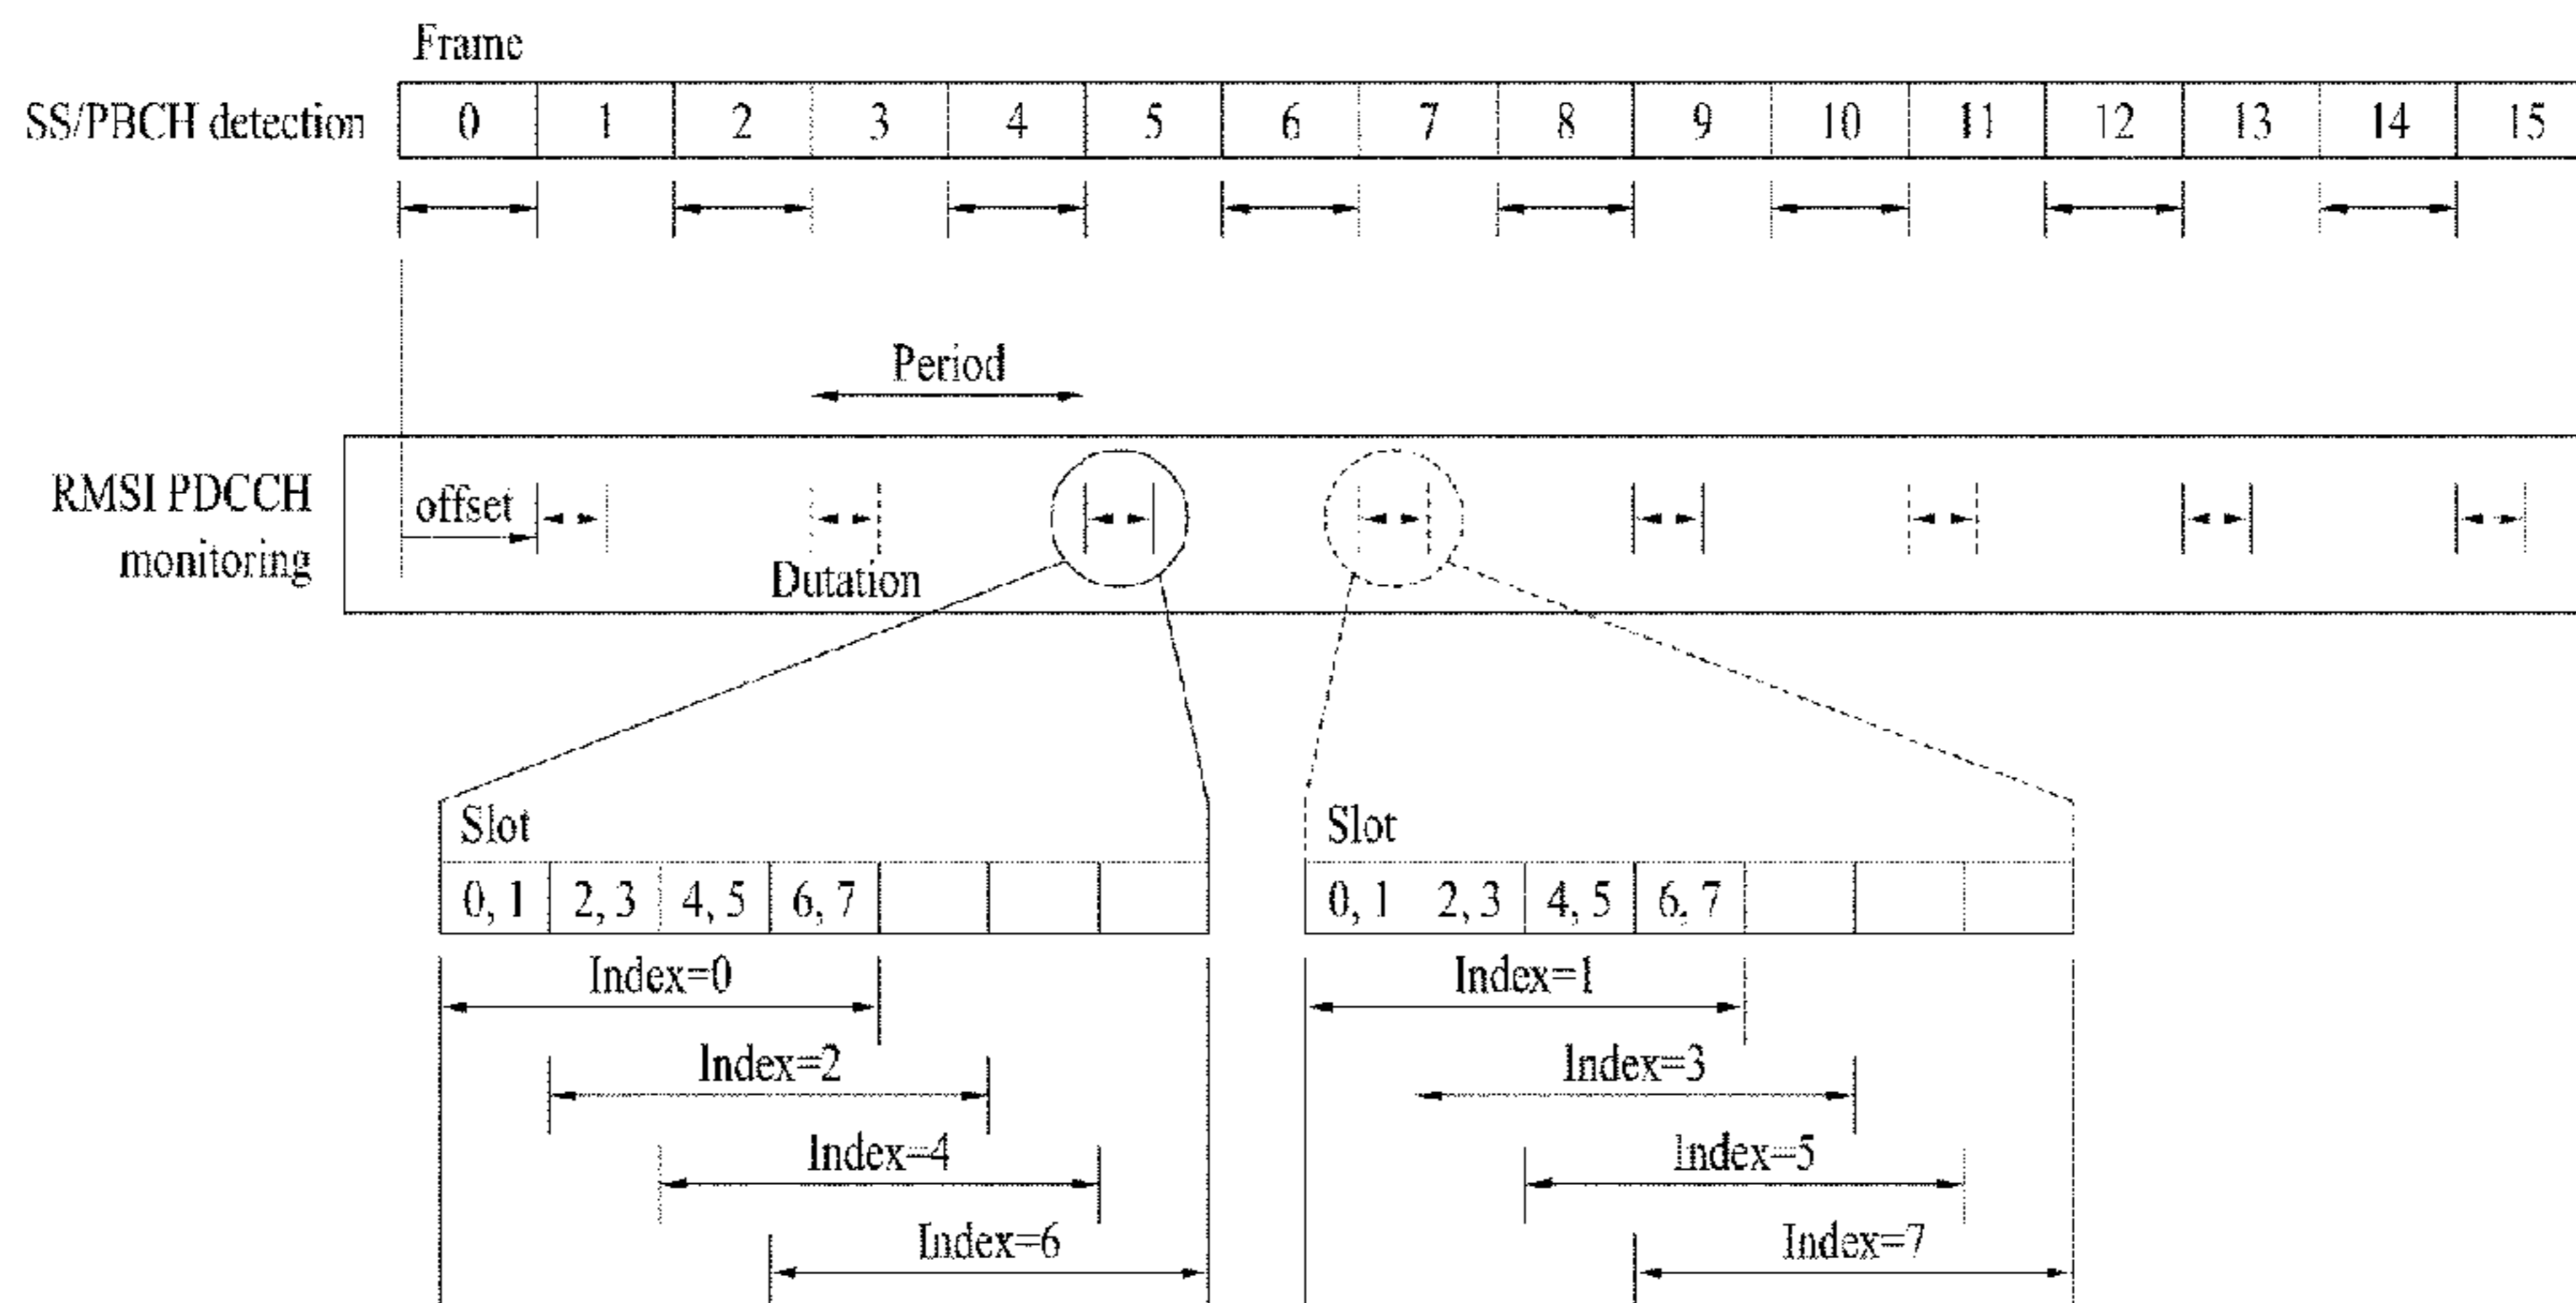 Frame
SS/PBCH detection 0 1 2 3 4 5 6 7 8 9 10 11 12 13 14 15
Period
RMSI PDCCH
monitoring
offset
Dutation
Slot
0, 1 2, 3 4, 5 6, 7
Index=0
Index=2
Index=4
Index=6
Slot
0, 1 2, 3 4, 5 6, 7
Index=1
Index=3
Index=5
Index=7